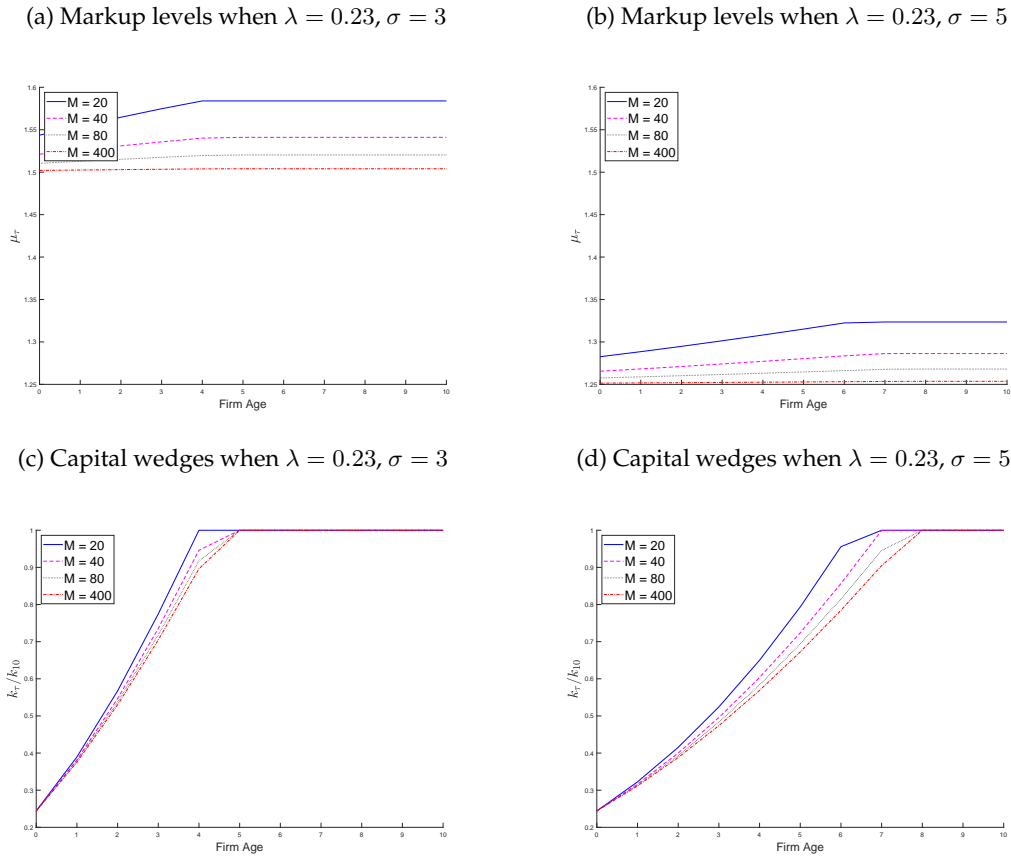 (a) Markup levels when λ = 0.23, σ = 3
1.6
1.55
1.5
1.45
1.4
1.35
1.3
1.25
μτ
M = 20
M = 40
M = 80
M = 400
0 1 2 3 4 5 6 7 8 9 10
Firm Age
(b) Markup levels when λ = 0.23, σ = 5
1.6
1.55
1.5
1.45
1.4
1.35
1.3
1.25
μτ
M = 20
M = 40
M = 80
M = 400
0 1 2 3 4 5 6 7 8 9 10
Firm Age
(c) Capital wedges when λ = 0.23, σ = 3
1
0.9
0.8
0.7
0.6
0.5
0.4
0.3
0.2
kτ/k10
M = 20
M = 40
M = 80
M = 400
0 1 2 3 4 5 6 7 8 9 10
Firm Age
(d) Capital wedges when λ = 0.23, σ = 5
1
0.9
0.8
0.7
0.6
0.5
0.4
0.3
0.2
kτ/k10
M = 20
M = 40
M = 80
M = 400
0 1 2 3 4 5 6 7 8 9 10
Firm Age